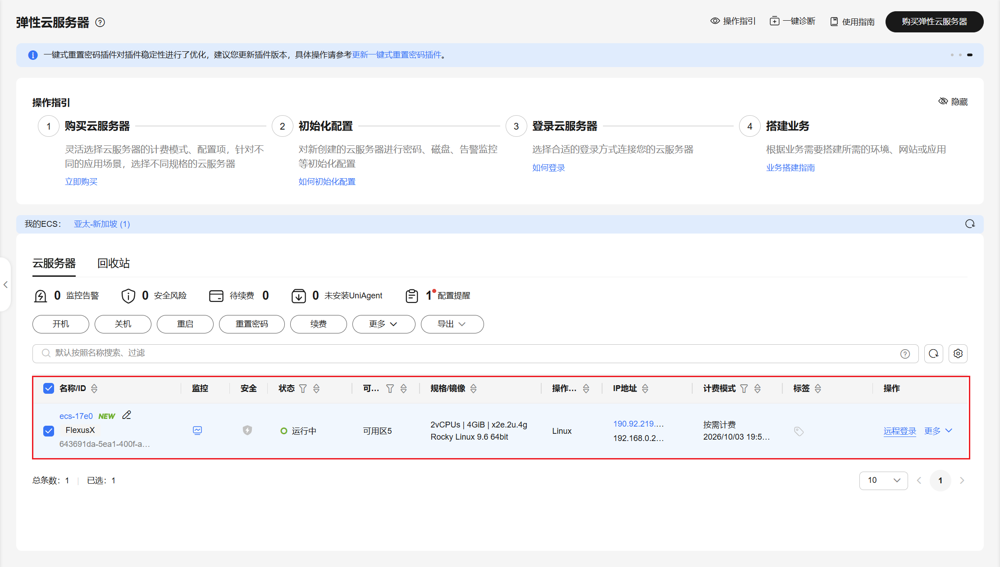 弹性云服务器
操作指引
一键诊断
使用指南
购买弹性云服务器
一键式重置密码插件对插件稳定性进行了优化，建议您更新插件版本，具体操作请参考更新一键式重置密码插件。
操作指引
隐藏
1 购买云服务器
灵活选择云服务器的计费模式、配置项，针对不
同的应用场景，选择不同规格的云服务器
立即购买
2 初始化配置
对新创建的云服务器进行密码、磁盘、告警监控
等初始化配置
如何初始化配置
3 登录云服务器
选择合适的登录方式连接您的云服务器
如何登录
4 搭建业务
根据业务需要搭建所需的环境、网站或应用
业务搭建指南
我的ECS： 亚太-新加坡 (1)
云服务器 回收站
0 监控告警 0 安全风险 待续费 0 0 未安装UniAgent 1 配置提醒
开机 关机 重启 重置密码 续费 更多 导出
默认按照名称搜索、过滤
名称/ID 监控 安全 状态 可... 规格/镜像 操作... IP地址 计费模式 标签 操作
ecs-17e0 NEW
FlexusX
643691da-5ea1-400f-a...
运行中
可用区5
2vCPUs | 4GiB | x2e.2u.4g
Rocky Linux 9.6 64bit
Linux
190.92.219....
192.168.0.2...
按需计费
2026/10/03 19:5...
远程登录 更多
总条数：1 已选：1
10 1